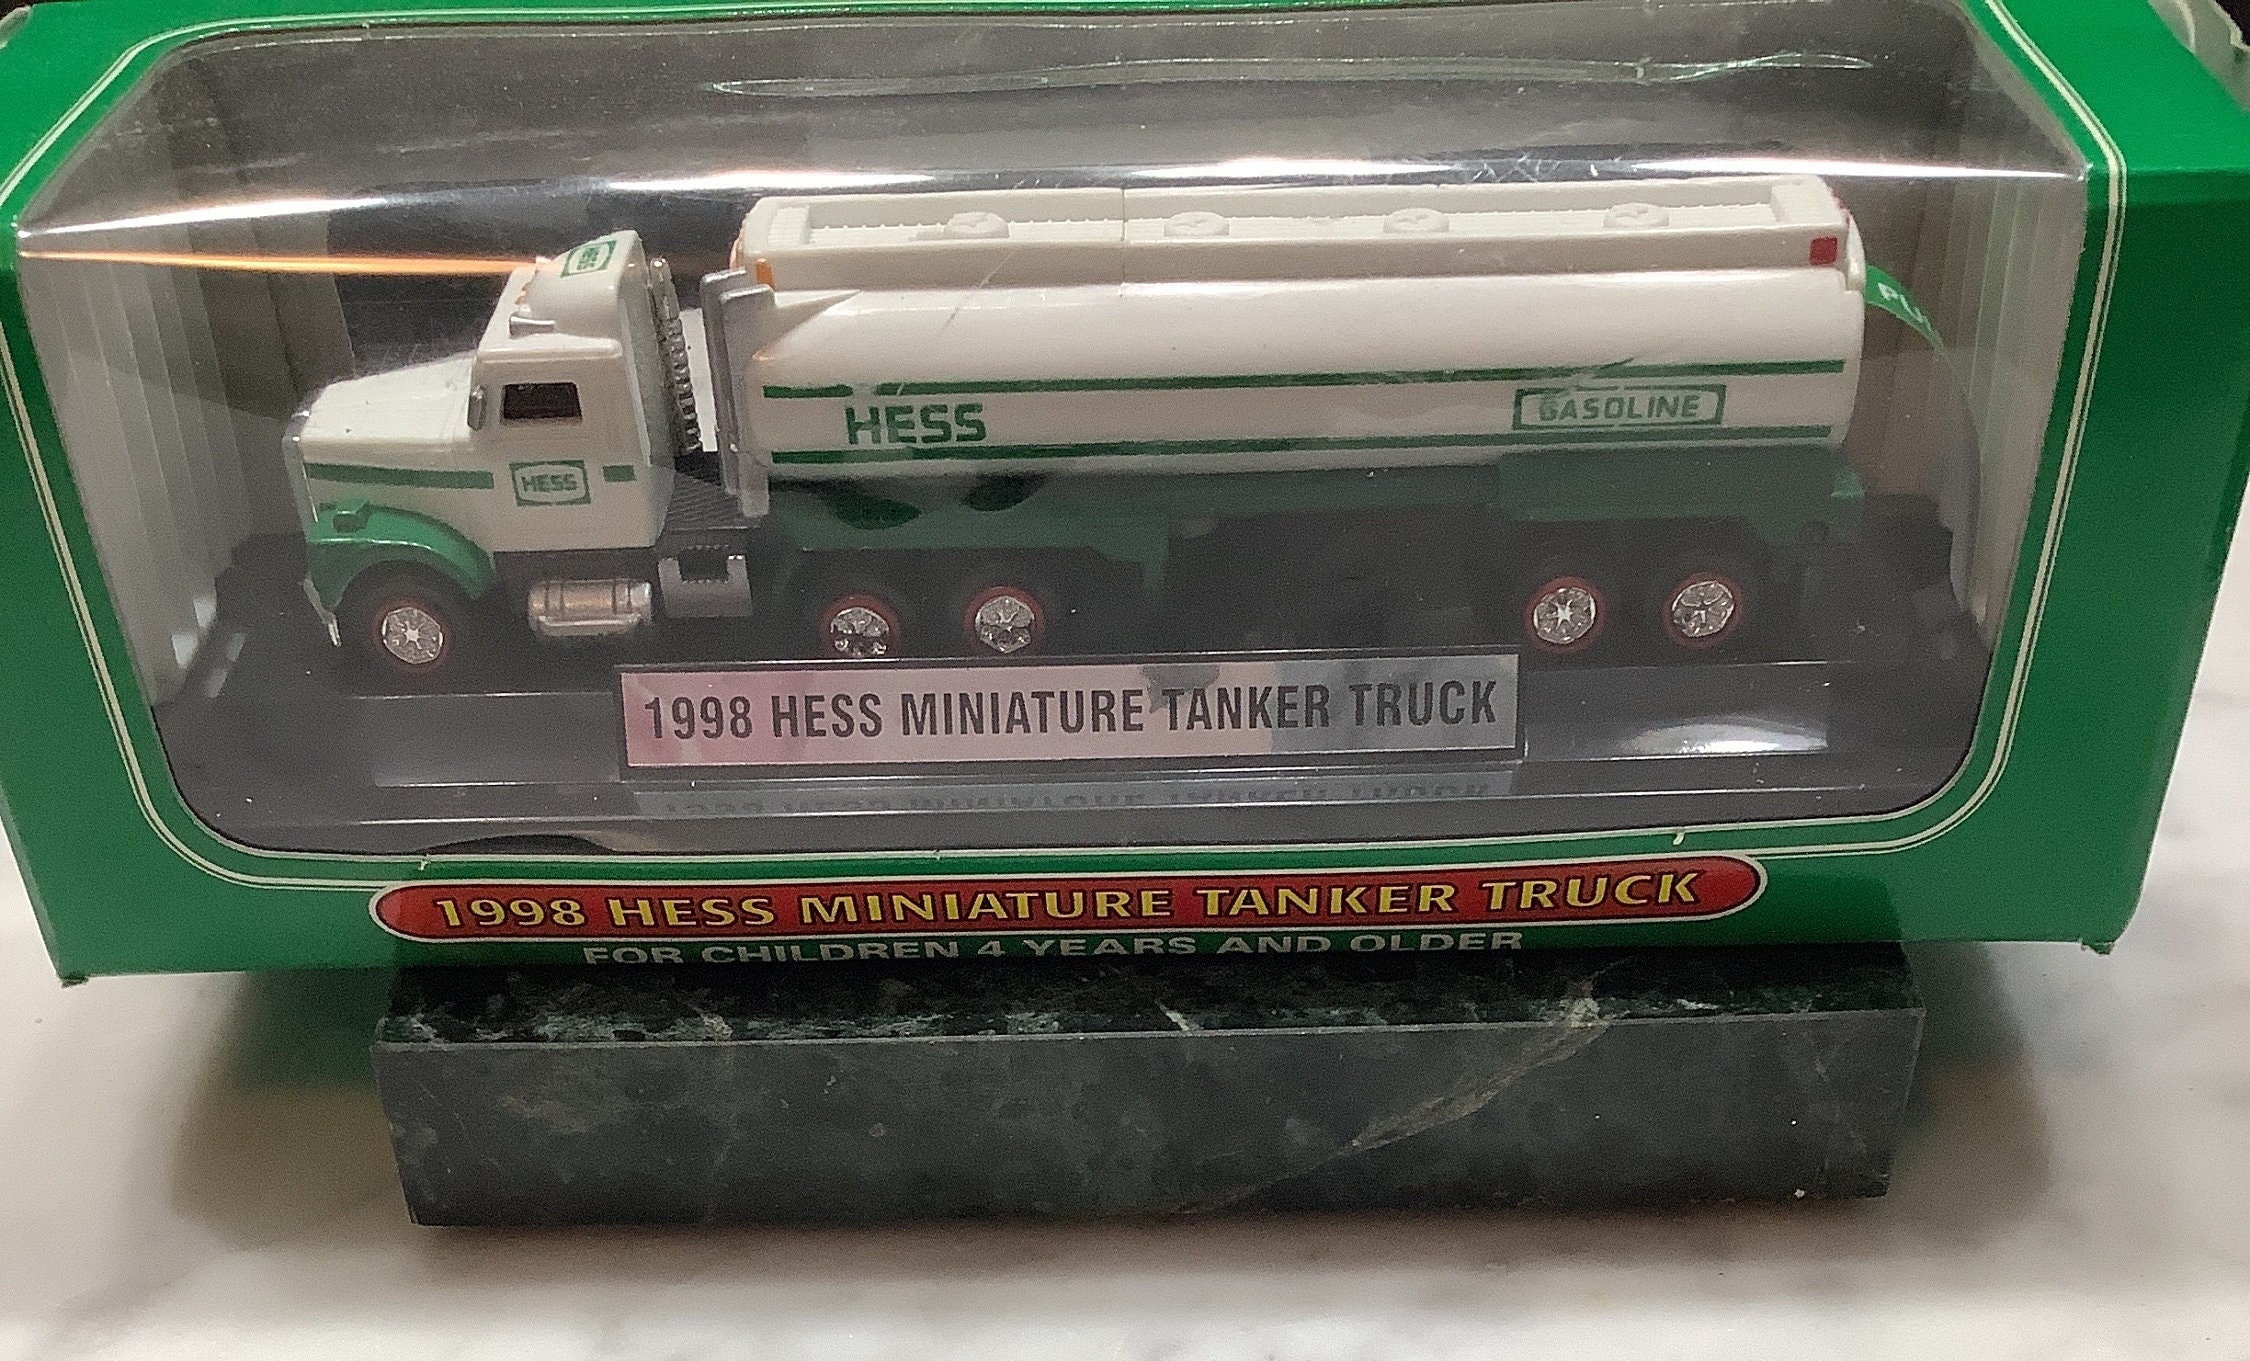 HESS
HESS
HESS
GASOLINE
1998 HESS MINIATURE TANKER TRUCK
1998 HESS MINIATURE TANKER TRUCK
FOR CHILDREN 4 YEARS AND OLDER